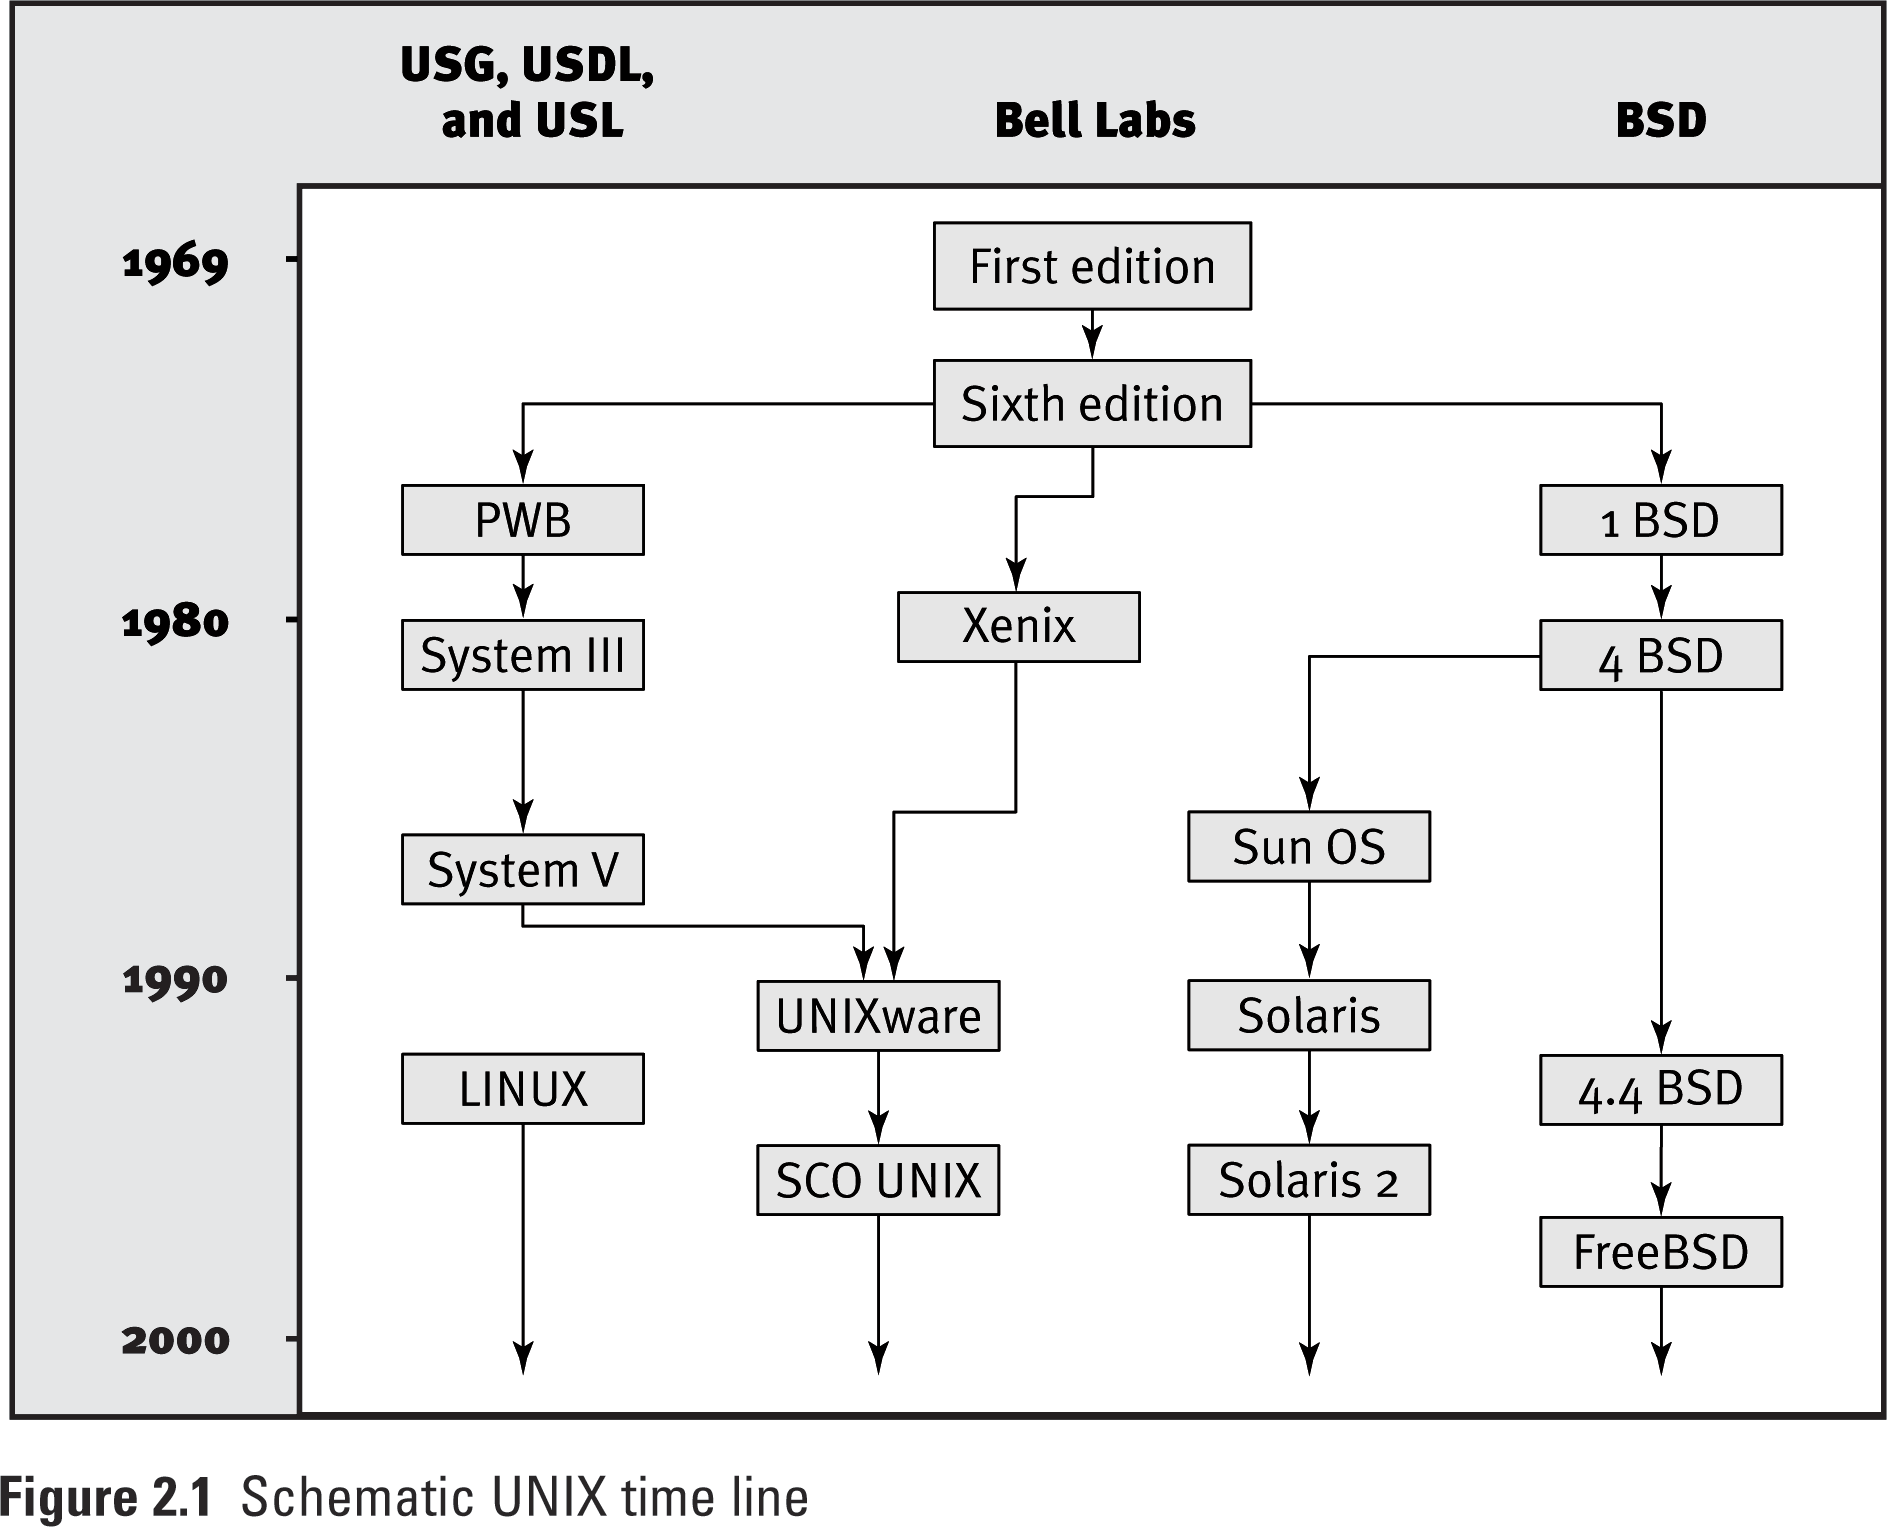 USG, USDL,
and USL
Bell Labs
BSD
1969
First edition
Sixth edition
PWB
1 BSD
1980
Xenix
System III
4 BSD
Sun OS
System V
1990
UNIXware
Solaris
LINUX
4.4 BSD
SCO UNIX
Solaris 2
FreeBSD
2000
Figure 2.1 Schematic UNIX time line